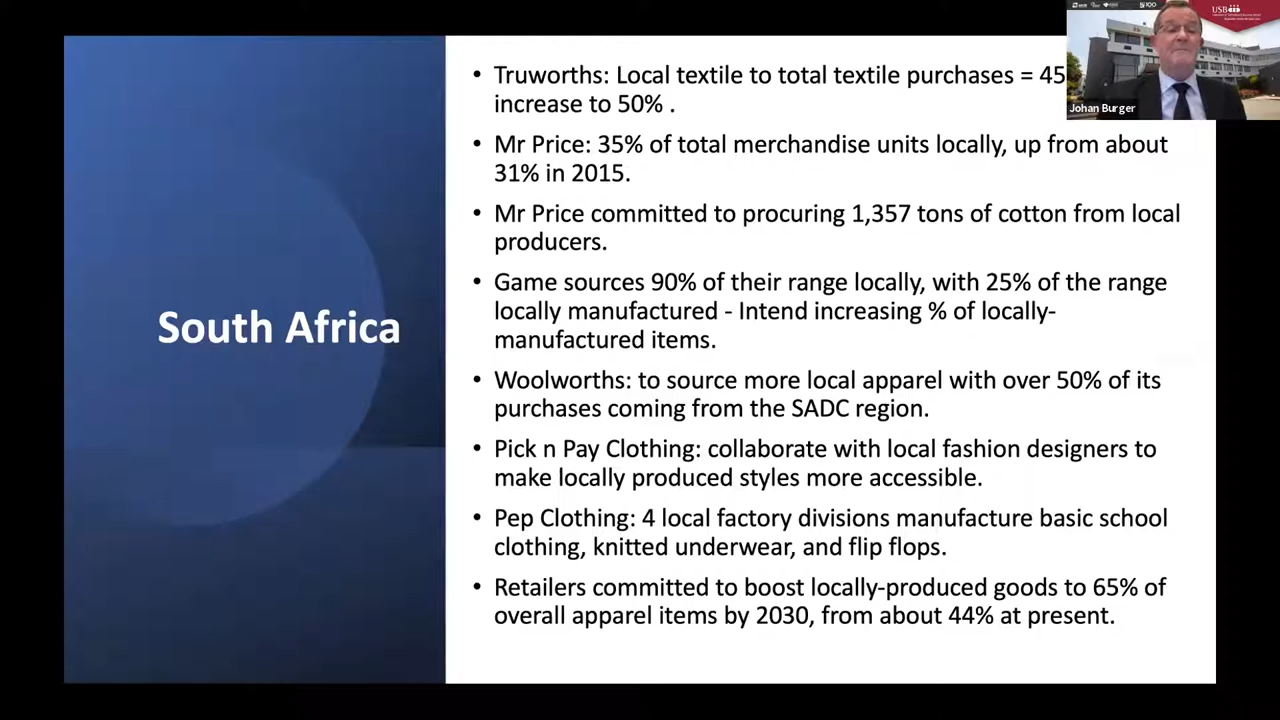 USB
Johan Burger
South Africa
• Truworths: Local textile to total textile purchases = 45
increase to 50% .
• Mr Price: 35% of total merchandise units locally, up from about
31% in 2015.
• Mr Price committed to procuring 1,357 tons of cotton from local
producers.
• Game sources 90% of their range locally, with 25% of the range
locally manufactured - Intend increasing % of locally-
manufactured items.
• Woolworths: to source more local apparel with over 50% of its
purchases coming from the SADC region.
• Pick n Pay Clothing: collaborate with local fashion designers to
make locally produced styles more accessible.
• Pep Clothing: 4 local factory divisions manufacture basic school
clothing, knitted underwear, and flip flops.
• Retailers committed to boost locally-produced goods to 65% of
overall apparel items by 2030, from about 44% at present.